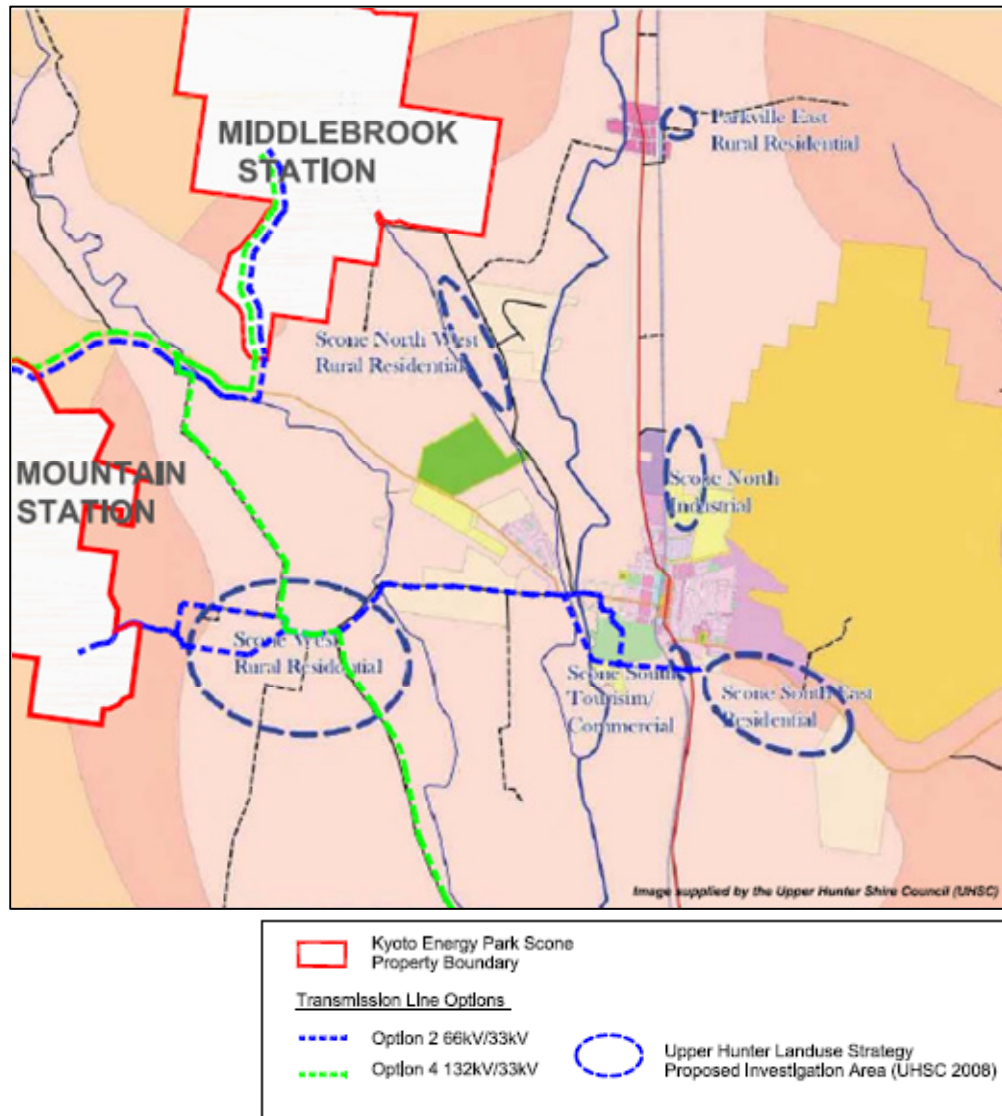 MIDDLEBROOK
STATION
Parkville East
Rural Residential
Scone North West
Rural Residential
MOUNTAIN
STATION
Scone North
Industrial
Scone West
Rural Residential
Scone South
Tourisim/
Commercial
Scone South East
Residential
Image supplied by the Upper Hunter Shire Council (UHSC)
Kyoto Energy Park Scone
Property Boundary
Transmission Line Options
Option 2 66kV/33kV
Option 4 132kV/33kV
Upper Hunter Landuse Strategy
Proposed Investigation Area (UHSC 2008)